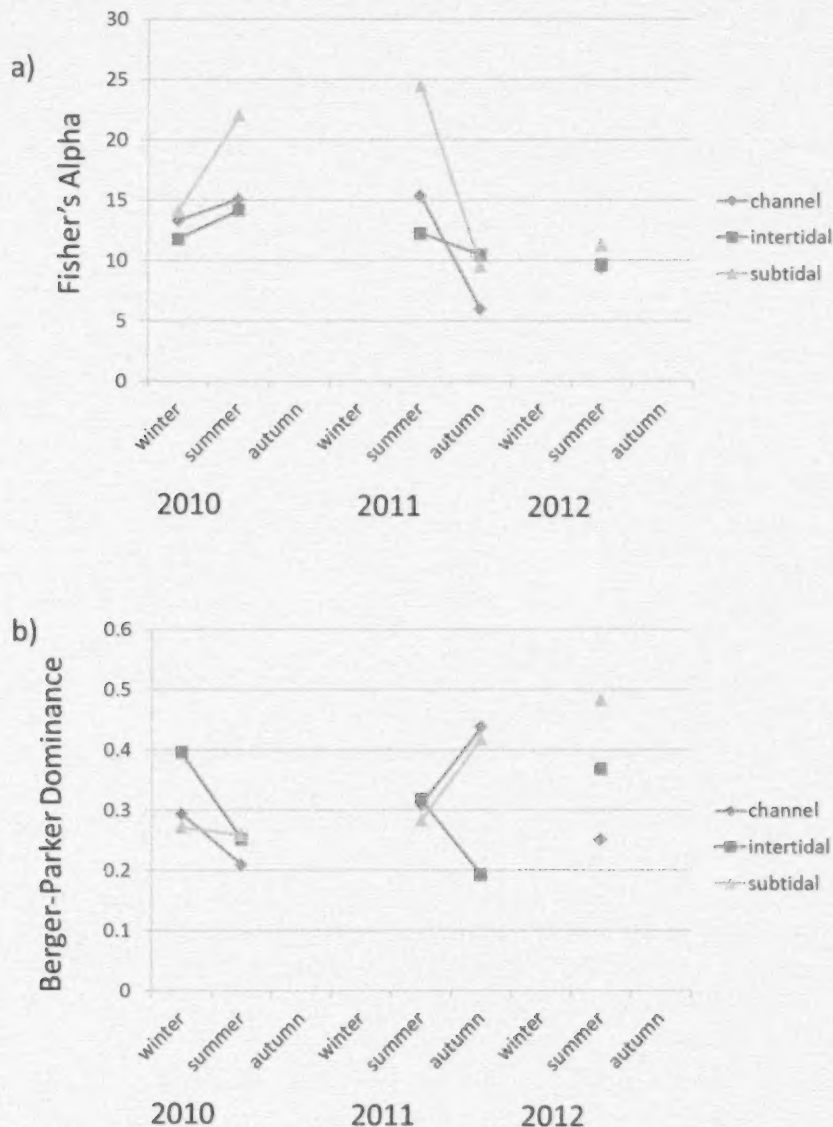 a)
Fisher's Alpha
30
25
20
15
10
5
0
winter
summer
autumn
winter
summer
autumn
winter
summer
autumn
2010
2011
2012
channel
intertidal
subtidal
b)
Berger-Parker Dominance
0.6
0.5
0.4
0.3
0.2
0.1
0
winter
summer
autumn
winter
summer
autumn
winter
summer
autumn
2010
2011
2012
channel
intertidal
subtidal